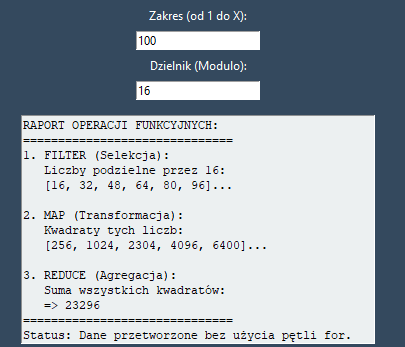 Zakres (od 1 do X):
100
Dzielnik (Modulo):
16
RAPORT OPERACJI FUNKCYJNYCH:
==============================
1. FILTER (Selekcja):
Liczby podzielne przez 16:
[16, 32, 48, 64, 80, 96]...
2. MAP (Transformacja):
Kwadraty tych liczb:
[256, 1024, 2304, 4096, 6400]...
3. REDUCE (Agregacja):
Suma wszystkich kwadratów:
=> 23296
==============================
Status: Dane przetworzone bez użycia pętli for.